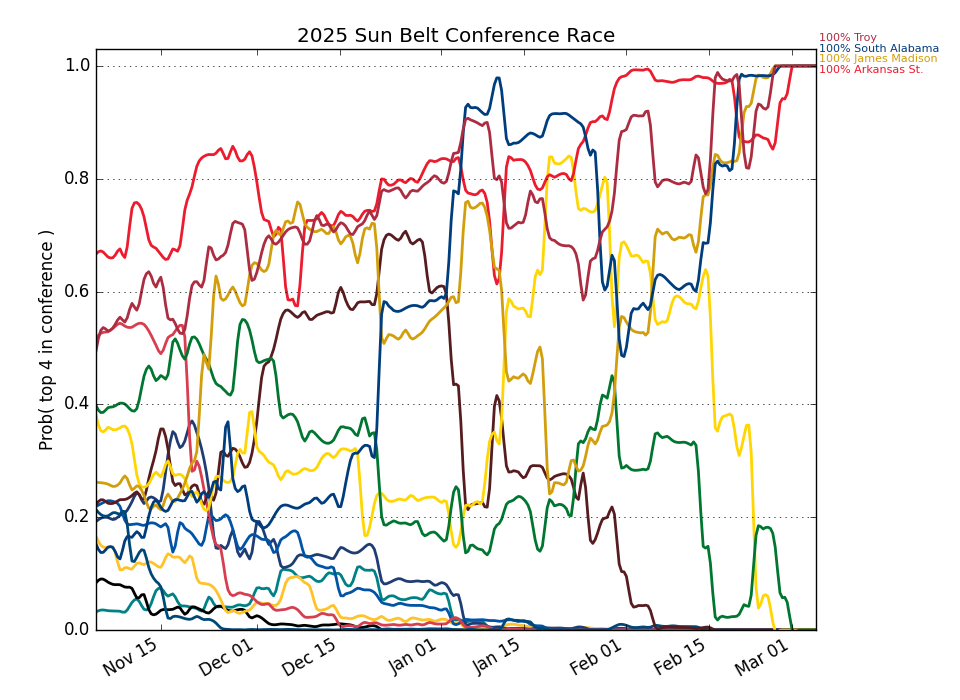 2025 Sun Belt Conference Race
100% Troy
100% South Alabama
100% James Madison
100% Arkansas St.
Prob( top 4 in conference )
1.0
0.8
0.6
0.4
0.2
0.0
Nov 15
Dec 01
Dec 15
Jan 01
Jan 15
Feb 01
Feb 15
Mar 01